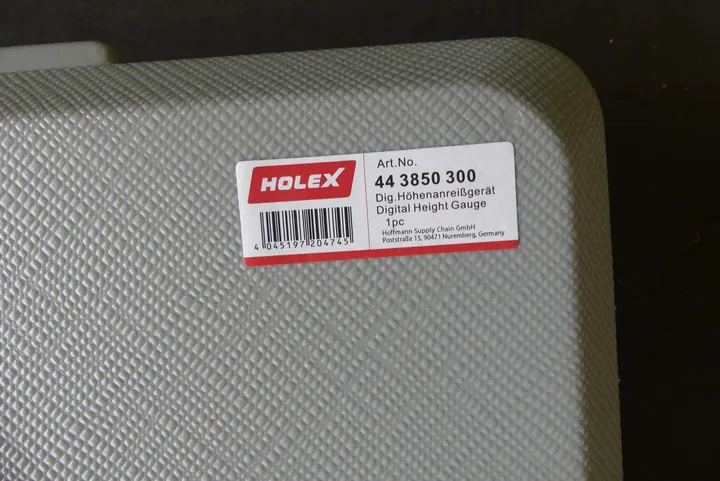 HOLEX
4 045197 204745
Art.No.
44 3850 300
Dig.Höhenanreißgerät
Digital Height Gauge
1pc
Hoffmann Supply Chain GmbH
Poststraße 15, 90471 Nuremberg, Germany